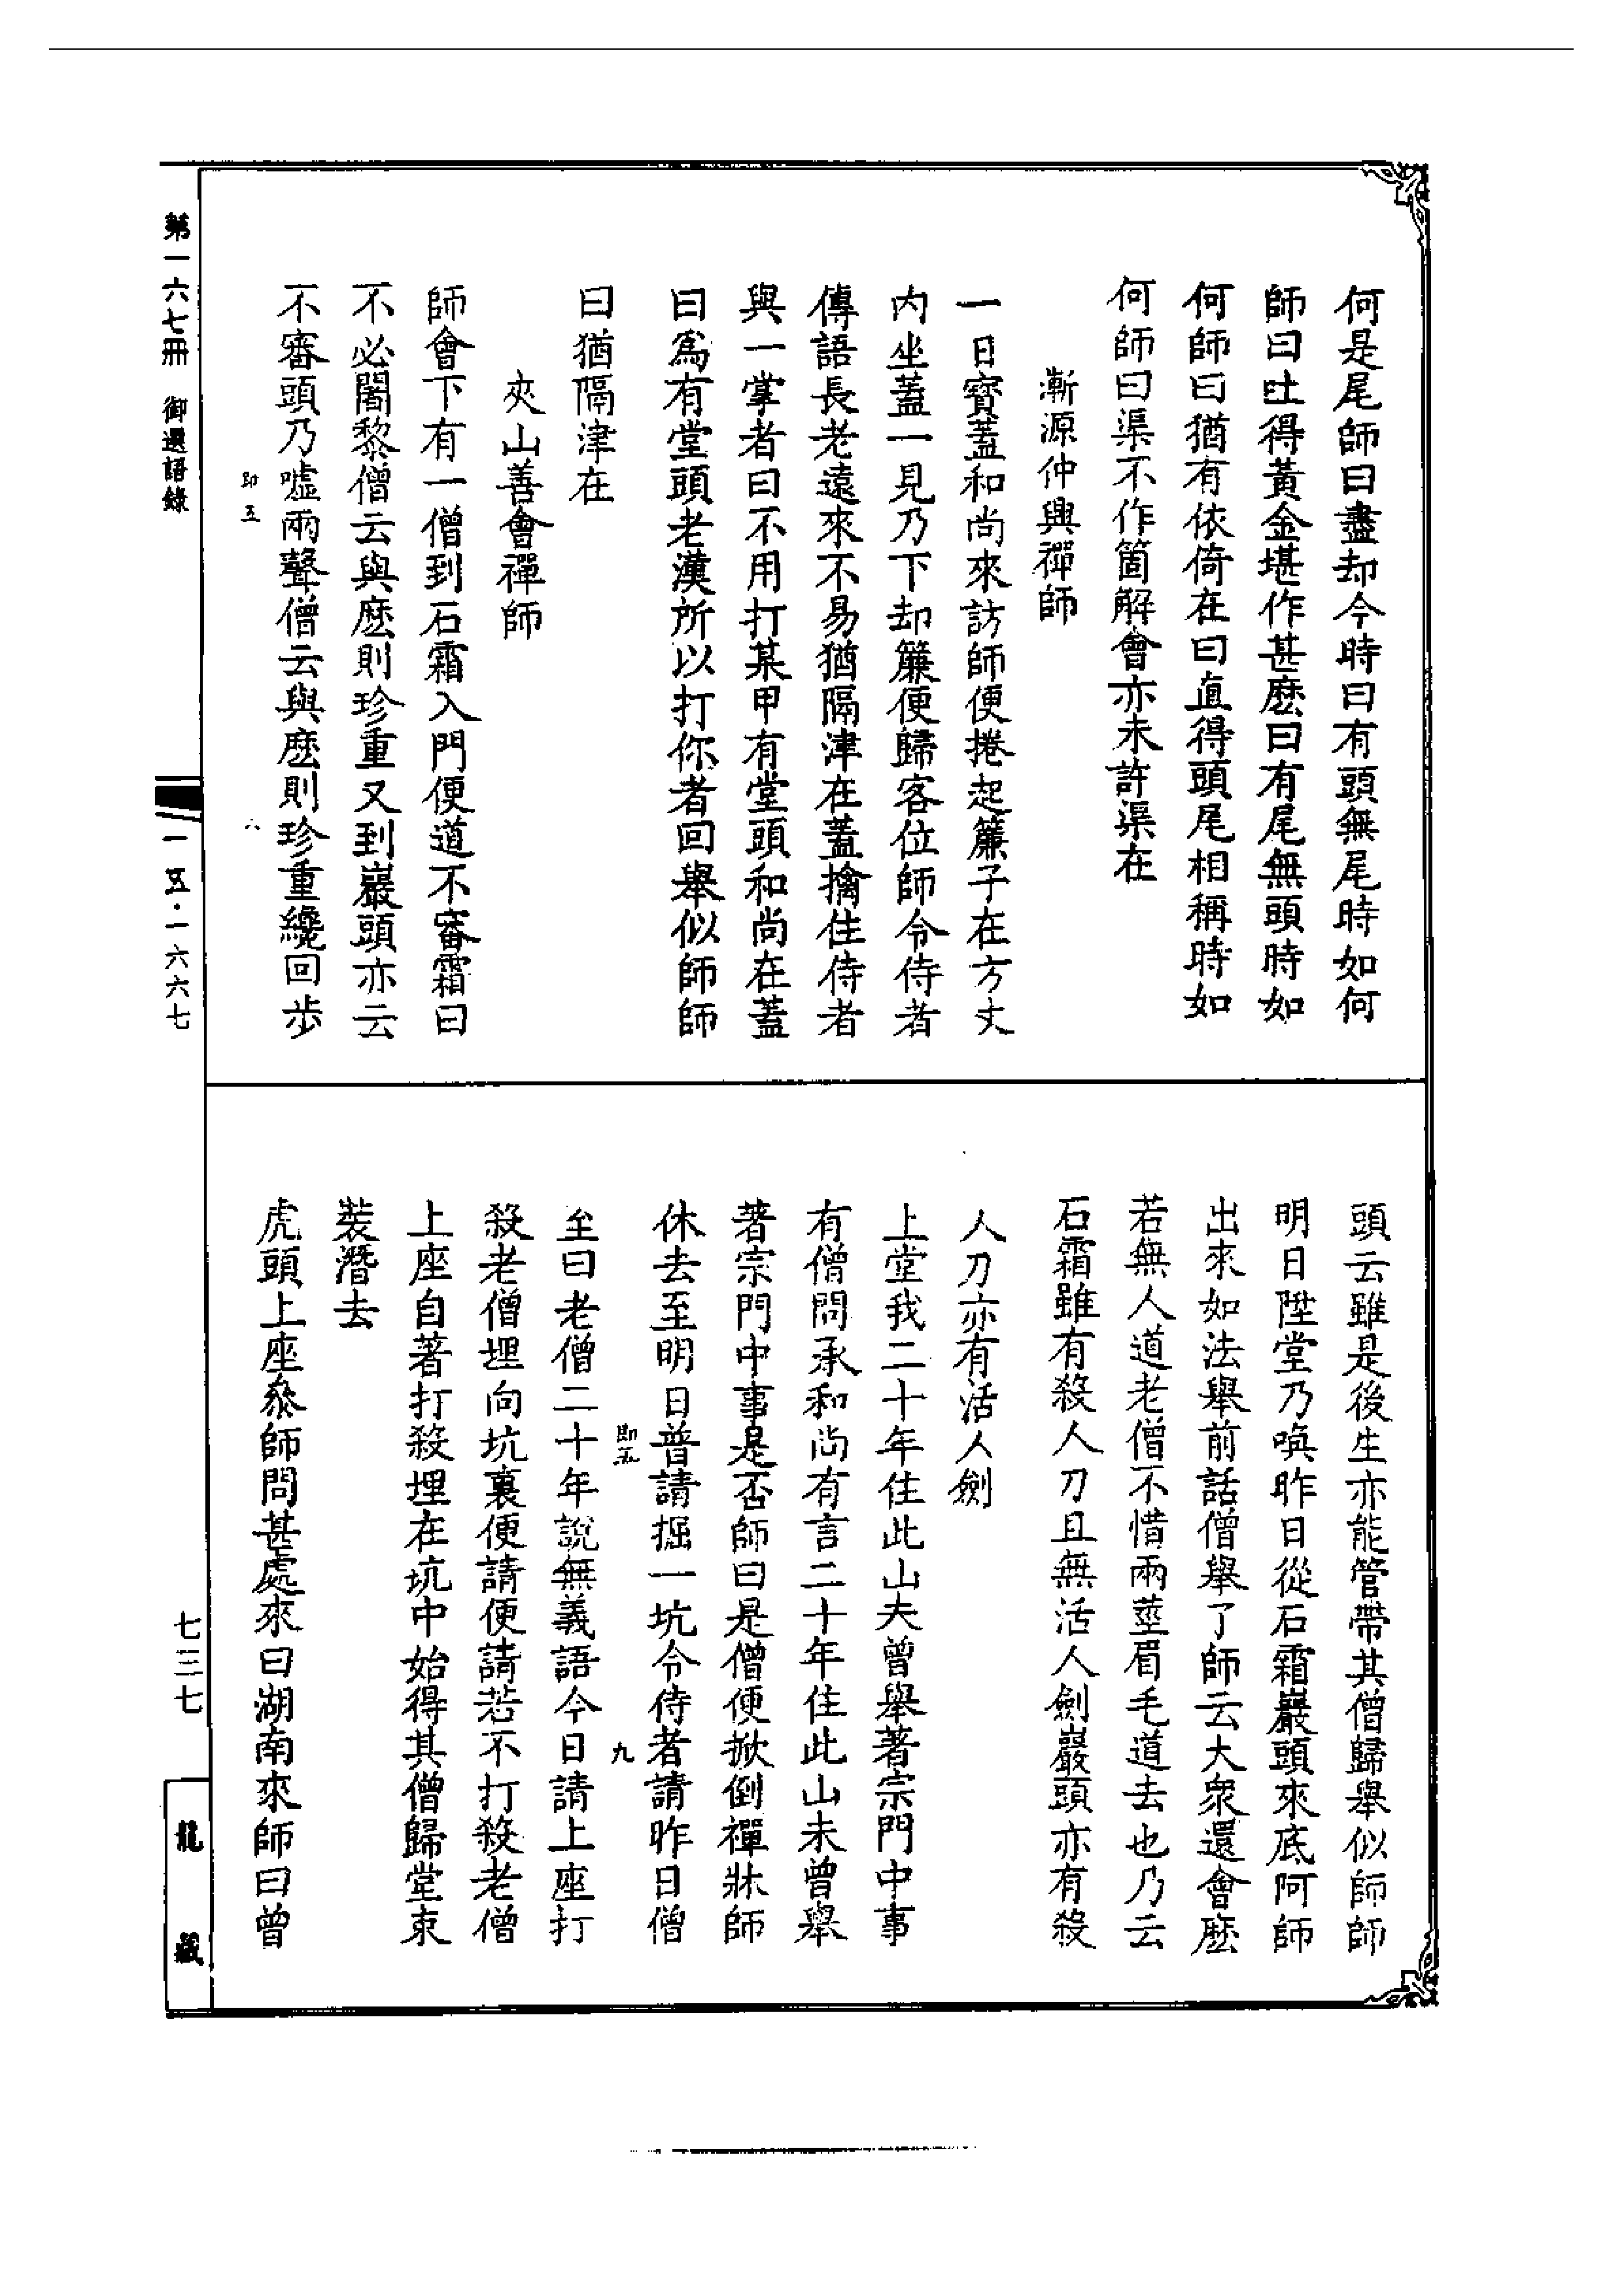 何是尾師曰盡却今時曰有頭無尾時如何
師曰吐得黃金堪作甚麽曰有尾無頭時如
何師曰猶有依倚在曰直得頭尾相稱時如
何師曰渠不作箇解會亦未許渠在
漸源仲興禪師
一日寶蓋和尚來訪師便捲起簾子在方丈
內坐蓋一見乃下却簾便歸客位師令侍者
傳語長老遠來不易猶隔津在蓋擒住侍者
與一掌者曰不用打某甲有堂頭和尚在蓋
曰爲有堂頭老漢所以打你者回舉似師師
曰猶隔津在
夾山善會禪師
師會下有一僧到石霜入門便道不審霜曰
不必闍黎僧云與麽則珍重又到巖頭亦云
不審頭乃噓兩聲僧云與麽則珍重纔回步
即五
六
頭云雖是後生亦能管帶其僧歸舉似師師
明日陞堂乃喚昨日從石霜巖頭來底阿師
出來如法舉前話僧舉了師云大衆還會麽
若無人道老僧不惜兩莖眉毛道去也乃云
石霜雖有殺人刀且無活人劍巖頭亦有殺
人刀亦有活人劍
上堂我二十年住此山夫曾舉著宗門中事
有僧問承和尚有言二十年住此山未曾舉
著宗門中事是否師曰是僧便掀倒禪牀師
休去至明日普請掘一坑令侍者請昨日僧
即五
九
至曰老僧二十年說無義語今日請上座打
殺老僧埋向坑裏便請便請若不打殺老僧
上座自著打殺埋在坑中始得其僧歸堂束
裝潛去
虎頭上座參師問甚處來曰湖南來師曰曾
第一六七冊 御選語錄
一五·一六六七
七三七
龍藏